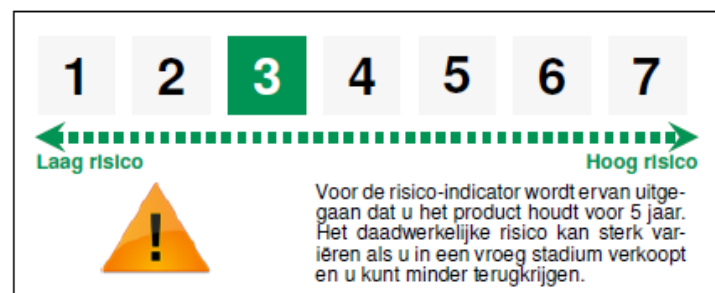 1 2 3 4 5 6 7
Laag risico Hoog risico
!
Voor de risico-indicator wordt ervan uitge-
gaan dat u het product houdt voor 5 jaar.
Het daadwerkelijke risico kan sterk var-
iëren als u in een vroeg stadium verkoopt
en u kunt minder terugkrijgen.